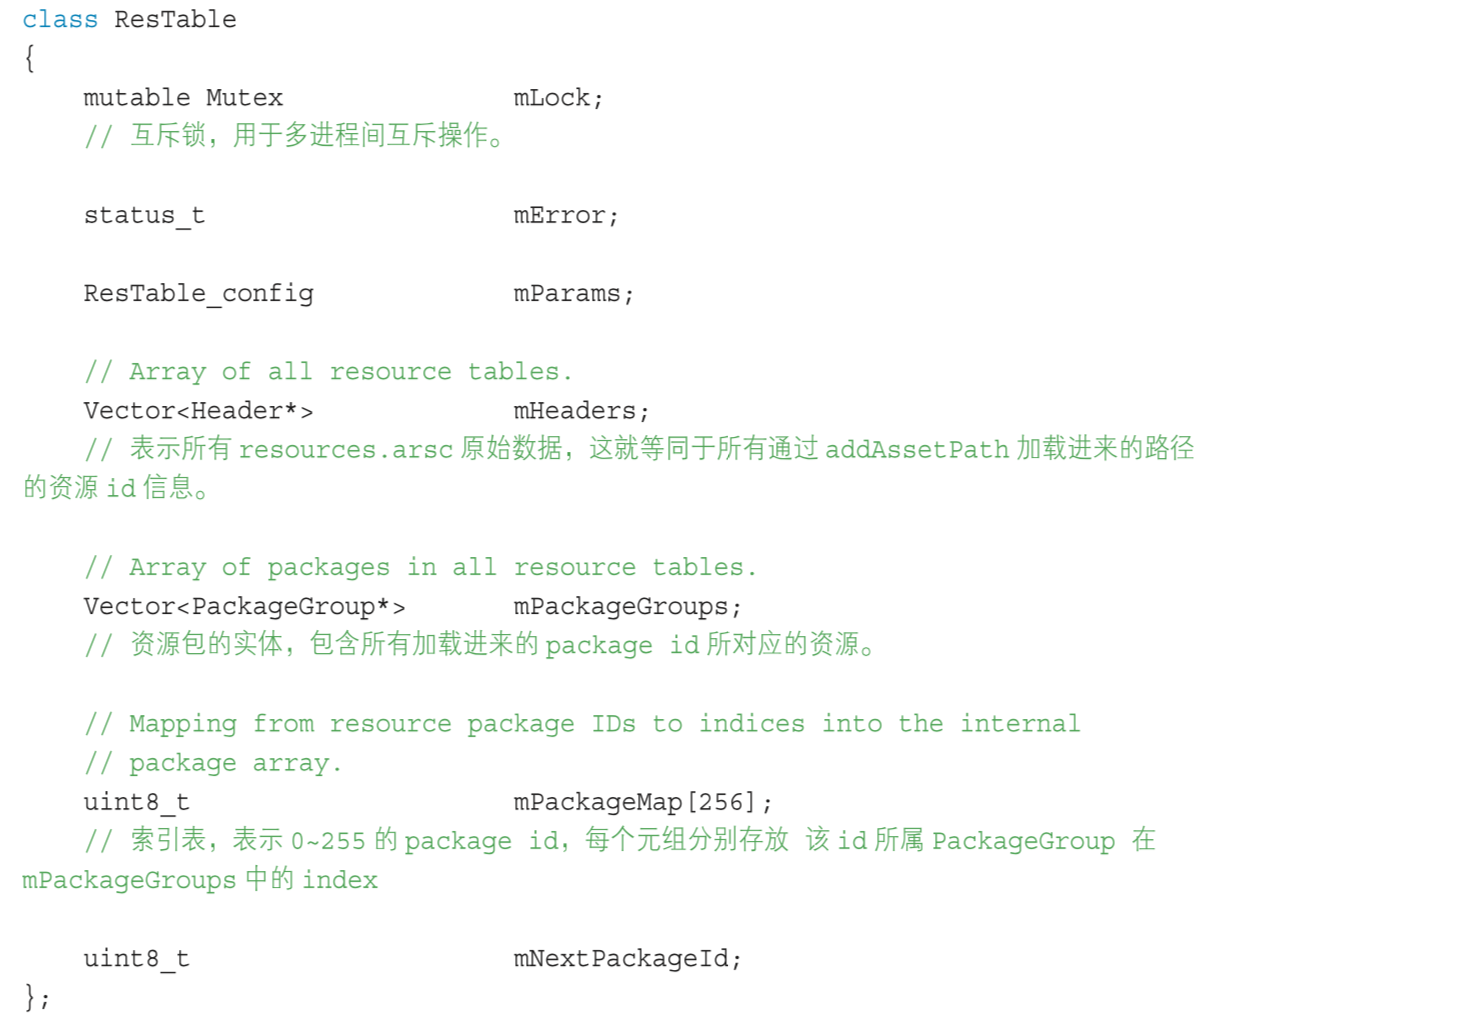 class ResTable
{
    mutable Mutex               mLock;
    // 互斥锁，用于多进程间互斥操作。
    status_t                    mError;
    ResTable_config             mParams;
    // Array of all resource tables.
    Vector<Header*>             mHeaders;
    // 表示所有 resources.arsc 原始数据，这就等同于所有通过 addAssetPath 加载进来的路径
的资源 id 信息。
    // Array of packages in all resource tables.
    Vector<PackageGroup*>       mPackageGroups;
    // 资源包的实体，包含所有加载进来的 package id 所对应的资源。
    // Mapping from resource package IDs to indices into the internal
    // package array.
    uint8_t                     mPackageMap[256];
    // 索引表，表示 0~255 的 package id，每个元组分别存放 该 id 所属 PackageGroup 在
mPackageGroups 中的 index
    uint8_t                     mNextPackageId;
};